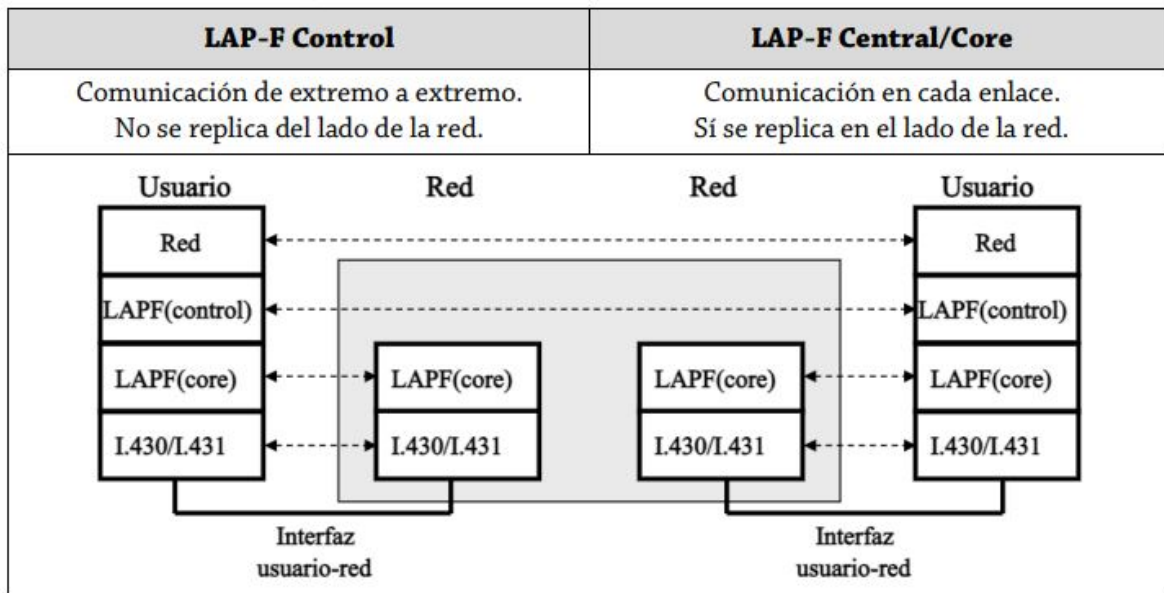 LAP-F Control
LAP-F Central/Core
Comunicación de extremo a extremo.
No se replica del lado de la red.
Comunicación en cada enlace.
Sí se replica en el lado de la red.
Usuario Red Red Usuario
Red Red
LAPF(control) LAPF(control)
LAPF(core) LAPF(core) LAPF(core) LAPF(core)
I.430/I.431 I.430/I.431 I.430/I.431 I.430/I.431
Interfaz
usuario-red
Interfaz
usuario-red